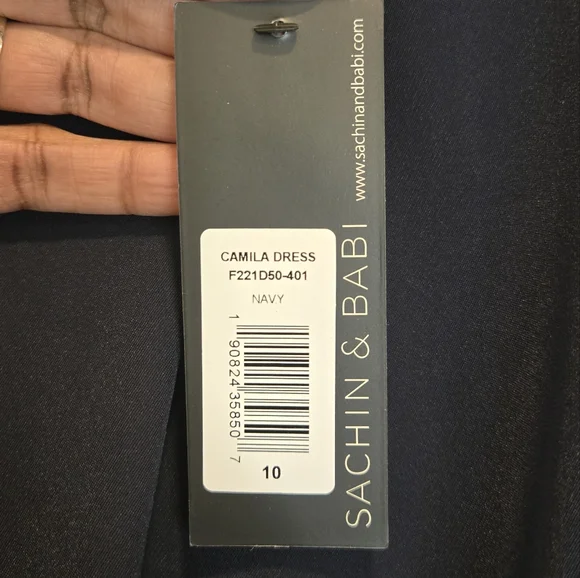 CAMILA DRESS
F221D50-401
NAVY
1 90824 35850 7
10
SACHIN & BABI www.sachinandbabi.com